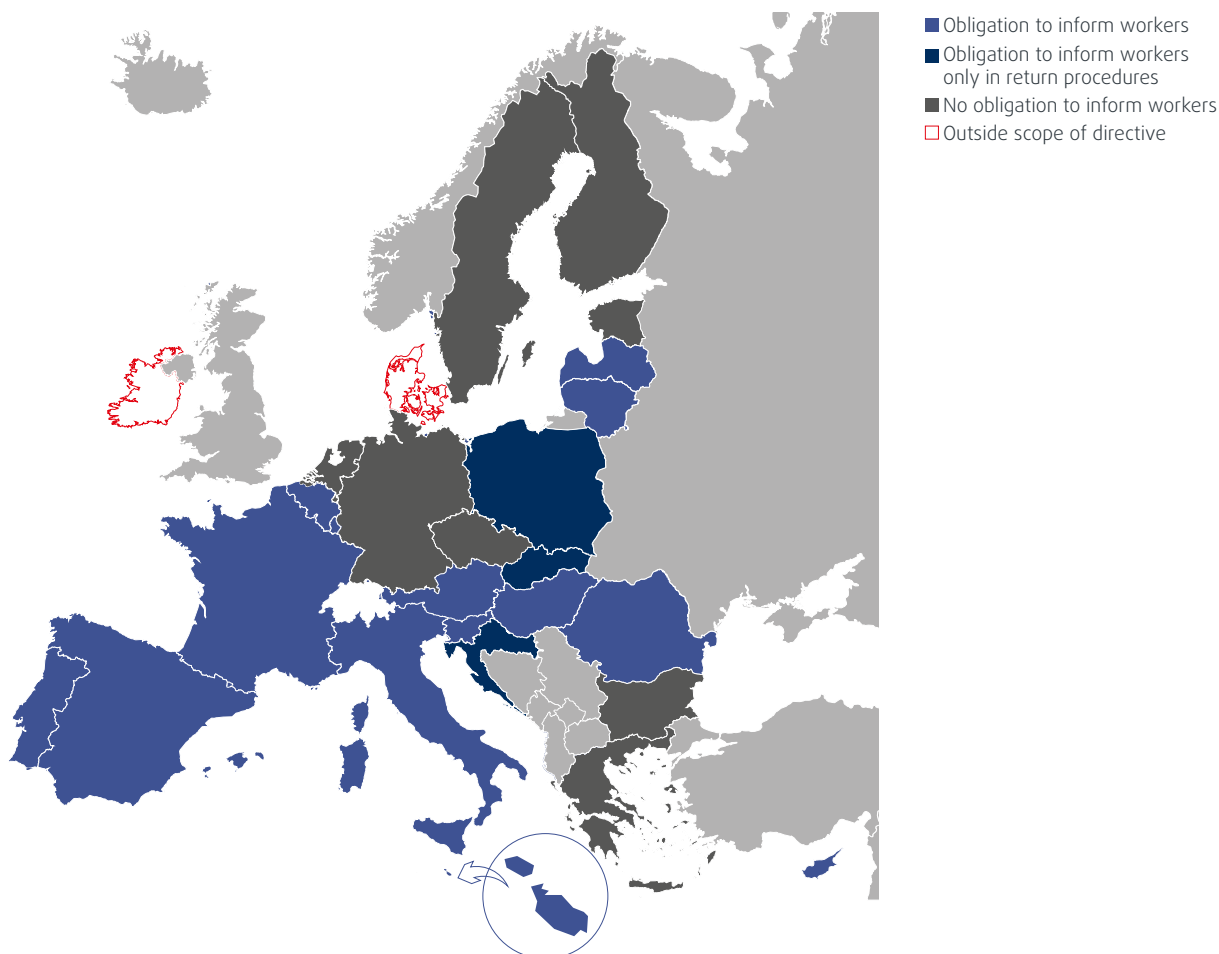 Obligation to inform workers
Obligation to inform workers
only in return procedures
No obligation to inform workers
Outside scope of directive